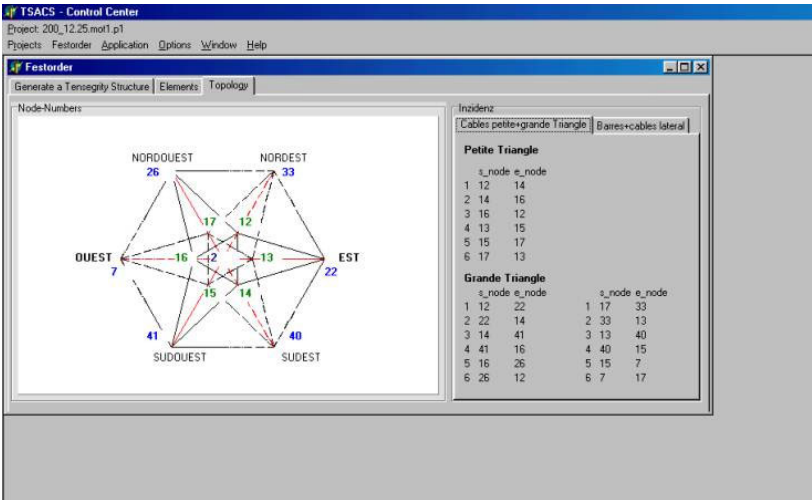 TSACS - Control Center
Project: 200_12.25.mot1.p1
Projects Festorder Application Options Window Help
Festorder
Generate a Tensegrity Structure Elements Topology
Node-Numbers
NORDOUEST NORDEST
26 33
17 12
OUEST 16 2 13 EST
7 22
15 14
41 40
SUDOUEST SUDEST
Inzidenz
Cables petite+grande Triangle Barres+cables lateral
Petite Triangle
s_node e_node
1 12 14
2 14 16
3 16 12
4 13 15
5 15 17
6 17 13
Grande Triangle
s_node e_node s_node e_node
1 12 22 1 17 33
2 22 14 2 33 13
3 14 41 3 13 40
4 41 16 4 40 15
5 16 26 5 15 7
6 26 12 6 7 17